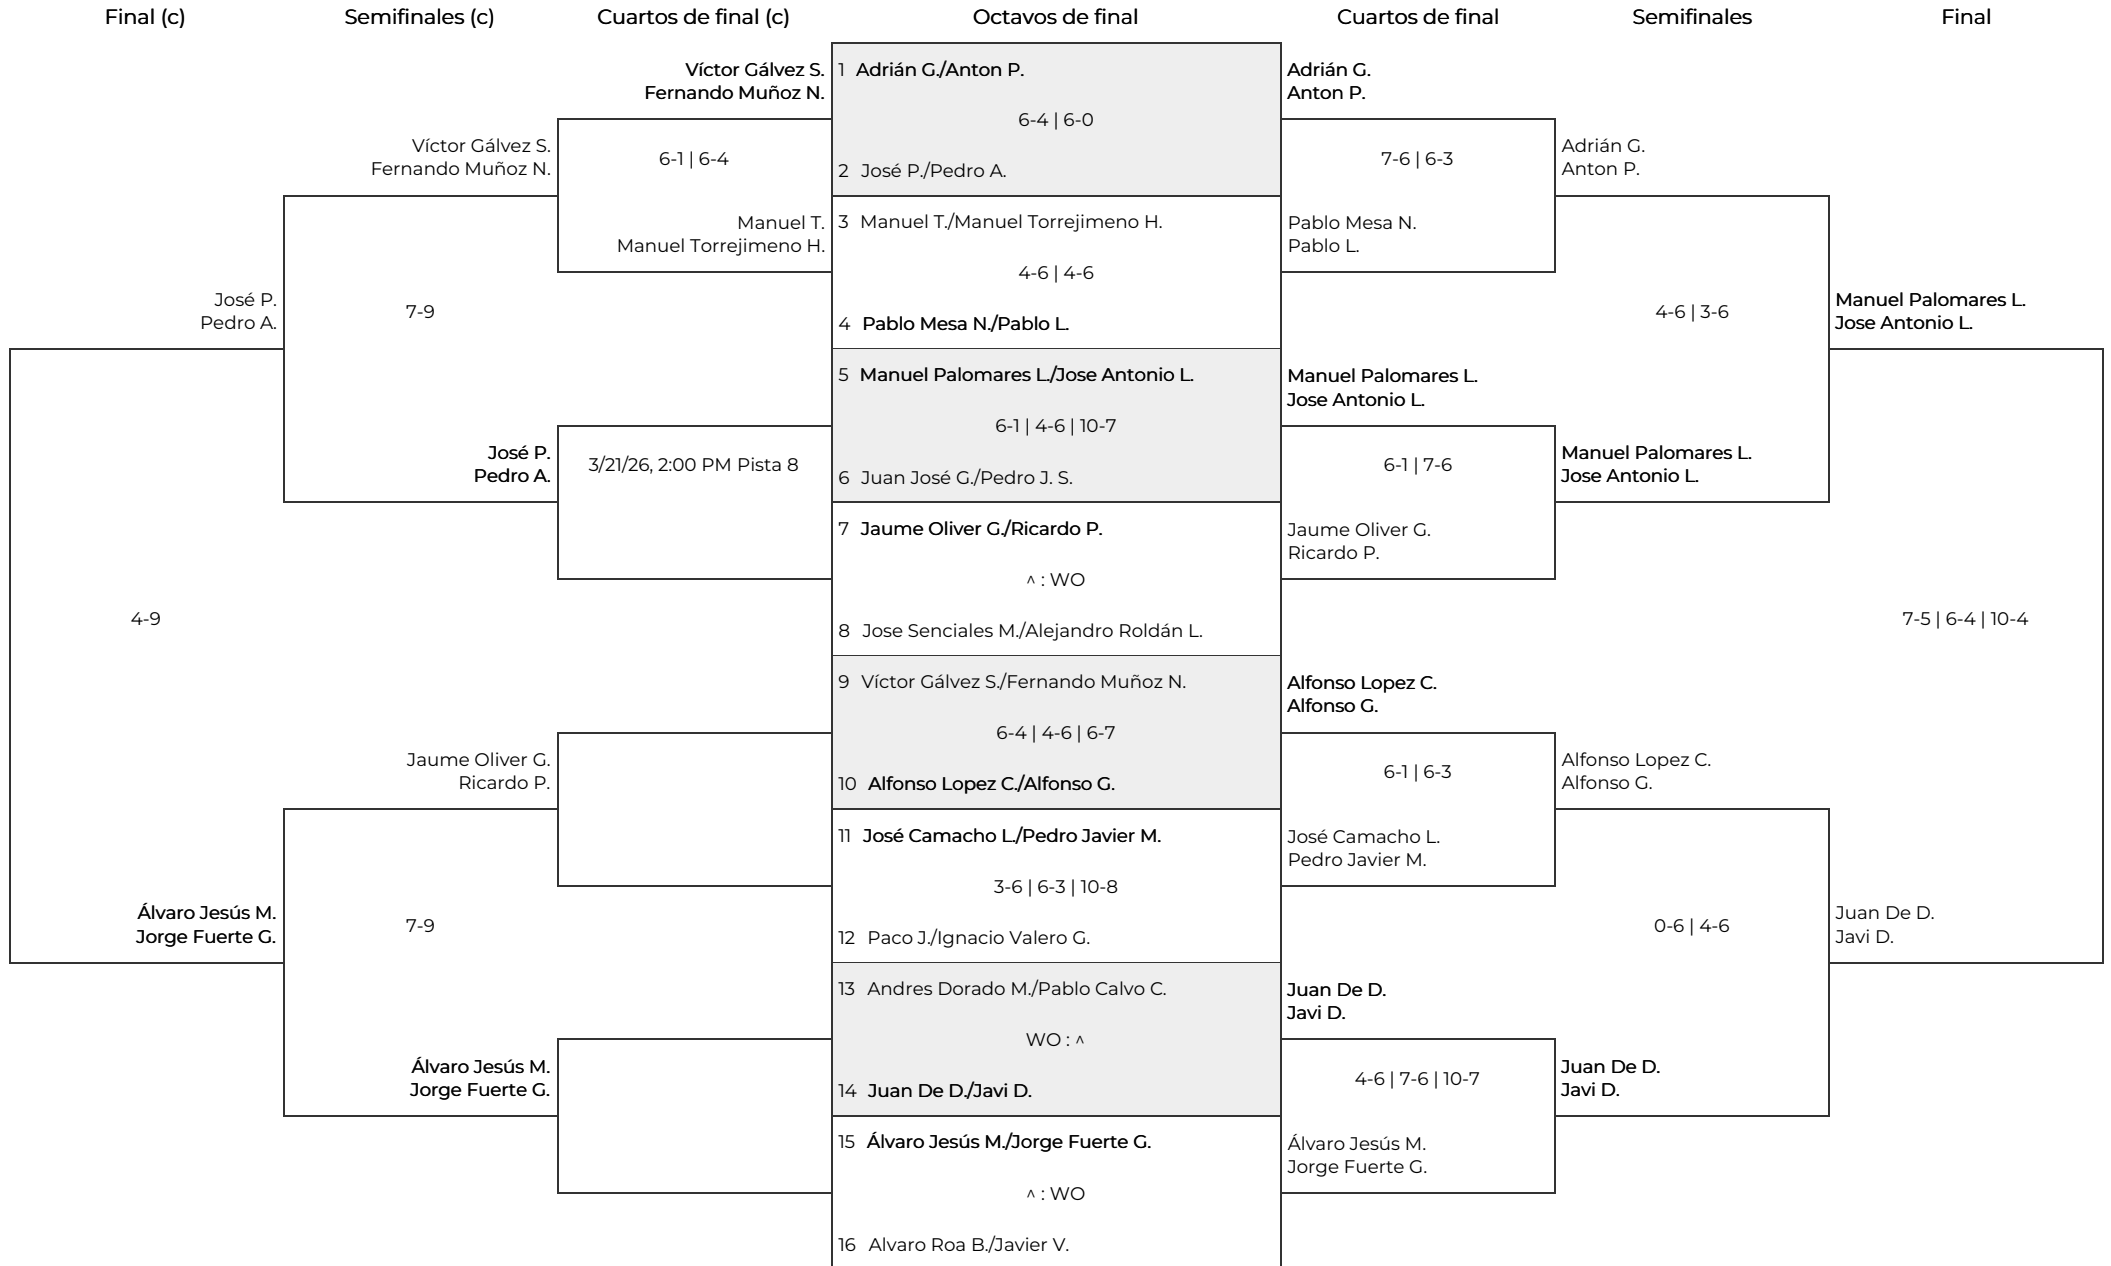 Final (c)
Semifinales (c)
Cuartos de final (c)
Octavos de final
Cuartos de final
Semifinales
Final
José P.
Pedro A.
4-9
Álvaro Jesús M.
Jorge Fuerte G.
Víctor Gálvez S.
Fernando Muñoz N.
7-9
José P.
Pedro A.
Jaume Oliver G.
Ricardo P.
7-9
Álvaro Jesús M.
Jorge Fuerte G.
Víctor Gálvez S.
Fernando Muñoz N.
6-1 | 6-4
Manuel T.
Manuel Torrejimeno H.
3/21/26, 2:00 PM Pista 8
1 Adrián G./Anton P.
6-4 | 6-0
2 José P./Pedro A.
3 Manuel T./Manuel Torrejimeno H.
4-6 | 4-6
4 Pablo Mesa N./Pablo L.
5 Manuel Palomares L./Jose Antonio L.
6-1 | 4-6 | 10-7
6 Juan José G./Pedro J. S.
7 Jaume Oliver G./Ricardo P.
^ : WO
8 Jose Senciales M./Alejandro Roldán L.
9 Víctor Gálvez S./Fernando Muñoz N.
6-4 | 4-6 | 6-7
10 Alfonso Lopez C./Alfonso G.
11 José Camacho L./Pedro Javier M.
3-6 | 6-3 | 10-8
12 Paco J./Ignacio Valero G.
13 Andres Dorado M./Pablo Calvo C.
WO : ^
14 Juan De D./Javi D.
15 Álvaro Jesús M./Jorge Fuerte G.
^ : WO
16 Alvaro Roa B./Javier V.
Adrián G.
Anton P.
7-6 | 6-3
Pablo Mesa N.
Pablo L.
Manuel Palomares L.
Jose Antonio L.
6-1 | 7-6
Jaume Oliver G.
Ricardo P.
Alfonso Lopez C.
Alfonso G.
6-1 | 6-3
José Camacho L.
Pedro Javier M.
Juan De D.
Javi D.
4-6 | 7-6 | 10-7
Álvaro Jesús M.
Jorge Fuerte G.
Adrián G.
Anton P.
4-6 | 3-6
Manuel Palomares L.
Jose Antonio L.
Alfonso Lopez C.
Alfonso G.
0-6 | 4-6
Juan De D.
Javi D.
Manuel Palomares L.
Jose Antonio L.
7-5 | 6-4 | 10-4
Juan De D.
Javi D.